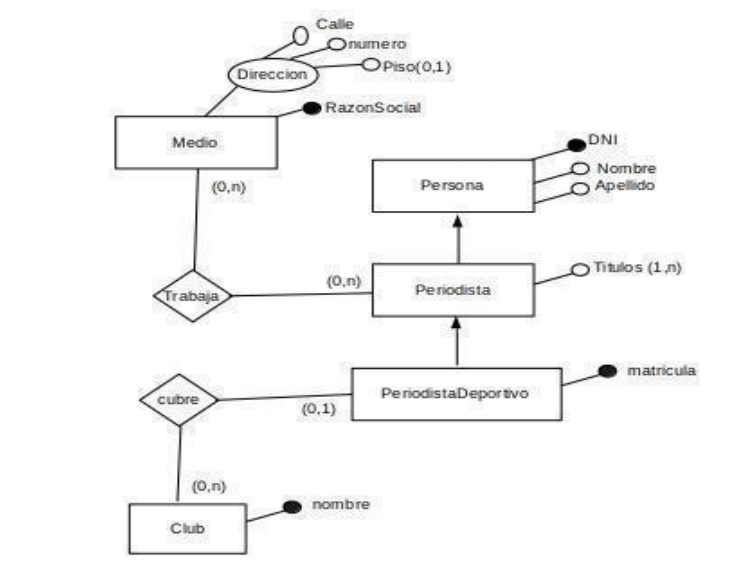 Calle
numero
Piso(0,1)
Direccion
RazonSocial
Medio
(0,n)
DNI
Nombre
Apellido
Persona
Titulos (1,n)
Periodista
(0,n)
Trabaja
matricula
PeriodistaDeportivo
cubre
(0,1)
(0,n)
nombre
Club